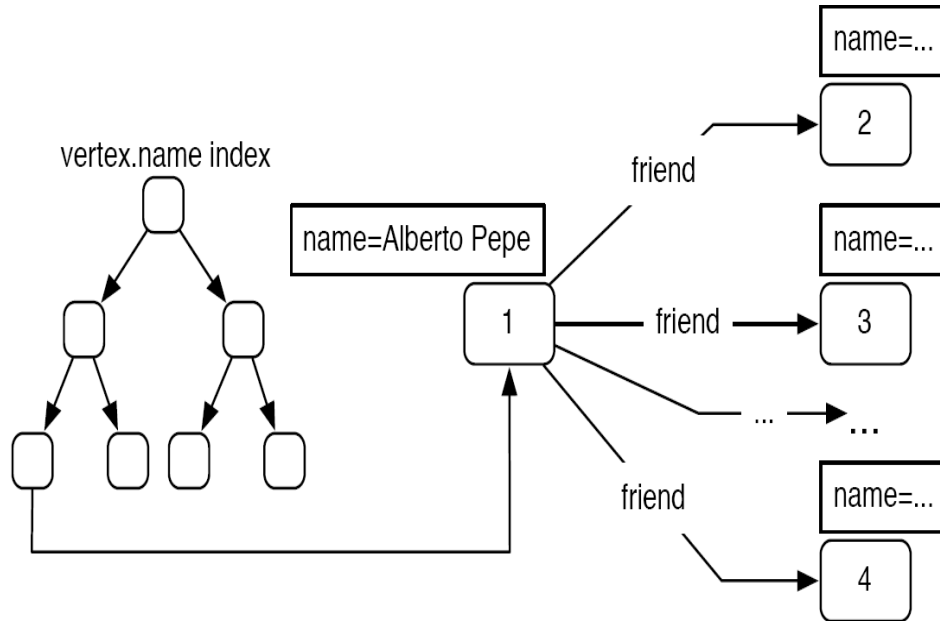 name=...
2
vertex.name index
friend
name=Alberto Pepe
name=...
1
friend
3
...
...
friend
name=...
4